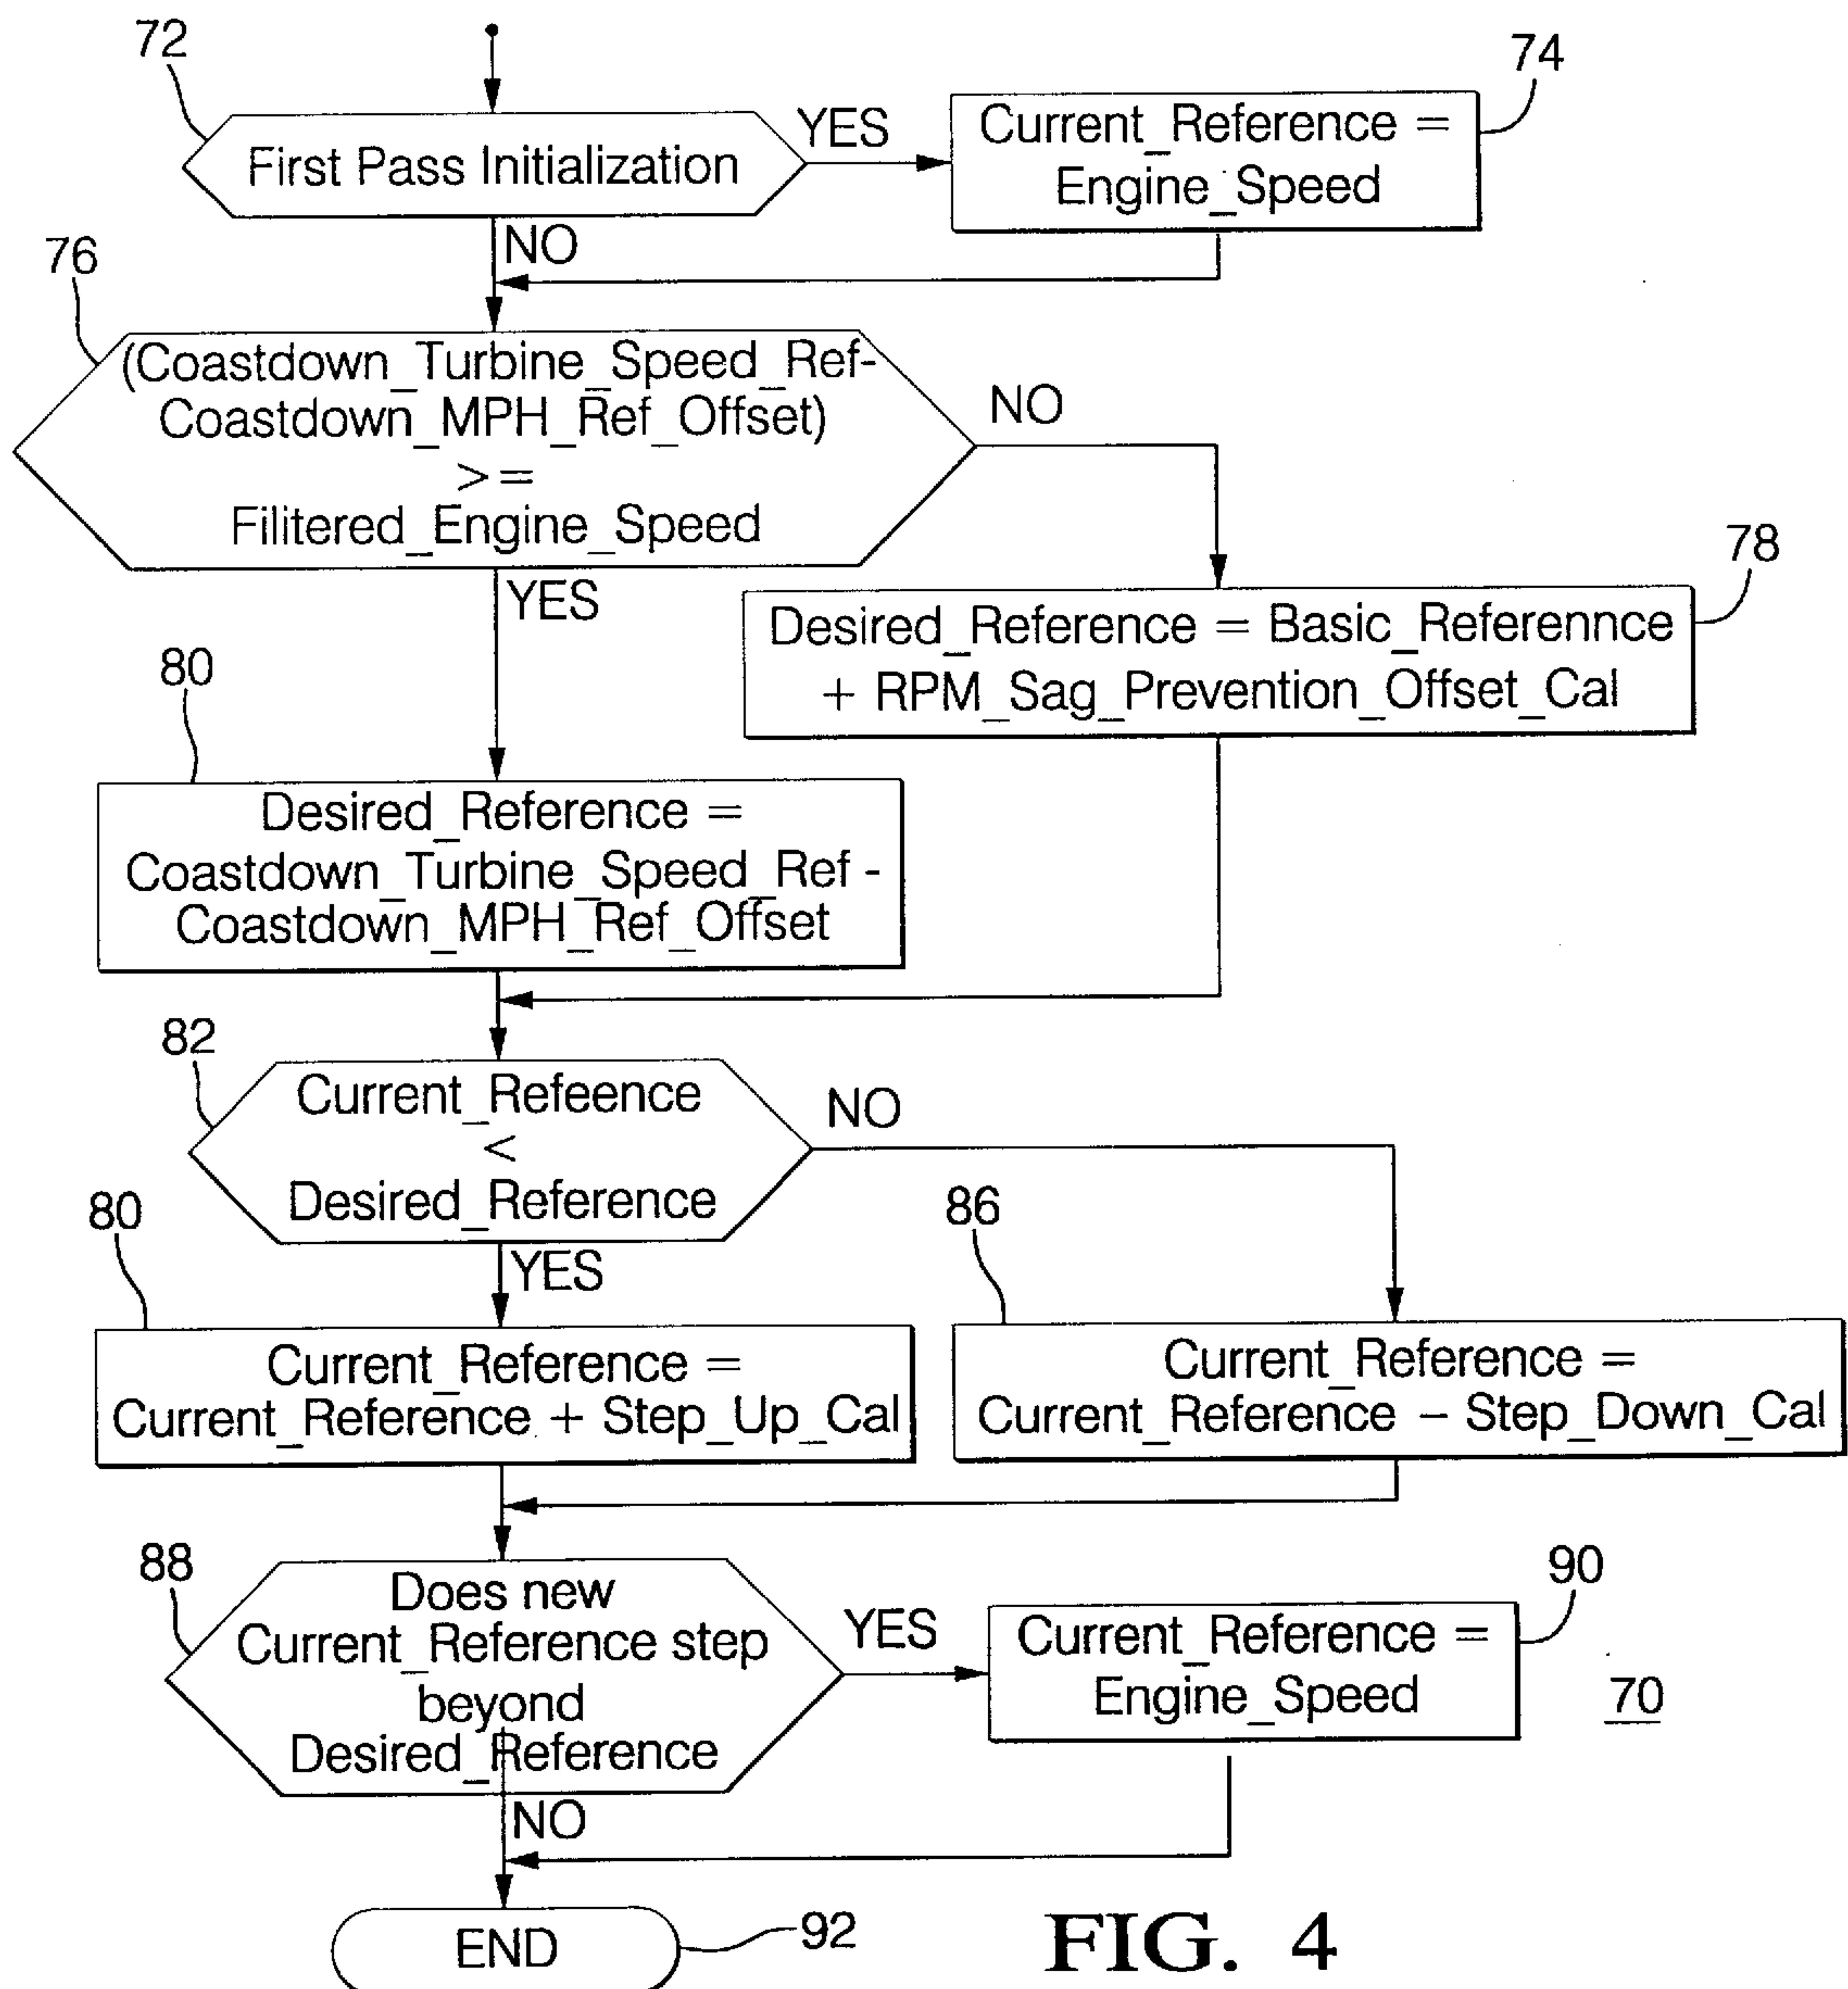 72
First Pass Initialization
YES
74
Current_Reference =
Engine_Speed
NO
76
(Coastdown_Turbine_Speed_Ref-
Coastdown_MPH_Ref_Offset)
>=
Filitered_Engine_Speed
NO
YES
78
Desired_Reference = Basic_Referennce
+ RPM_Sag_Prevention_Offset_Cal
80
Desired_Reference =
Coastdown_Turbine_Speed_Ref -
Coastdown_MPH_Ref_Offset
82
Current_Refeence
<
Desired_Reference
NO
YES
80
Current_Reference =
Current_Reference + Step_Up_Cal
86
Current_Reference =
Current_Reference – Step_Down_Cal
88
Does new
Current_Reference step
beyond
Desired_Reference
YES
90
Current_Reference =
Engine_Speed
70
NO
END
92
FIG. 4